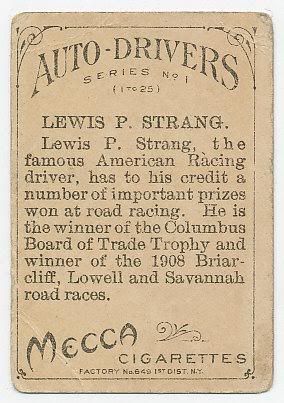 AUTO-DRIVERS
SERIES No 1
(1 TO 25)
LEWIS P. STRANG.
Lewis P. Strang, the
famous American Racing
driver, has to his credit a
number of important prizes
won at road racing. He is
the winner of the Columbus
Board of Trade Trophy and
winner of the 1908 Briar-
cliff, Lowell and Savannah
road races.
MECCA
CIGARETTES
FACTORY No. 649 1ST DIST. N.Y.